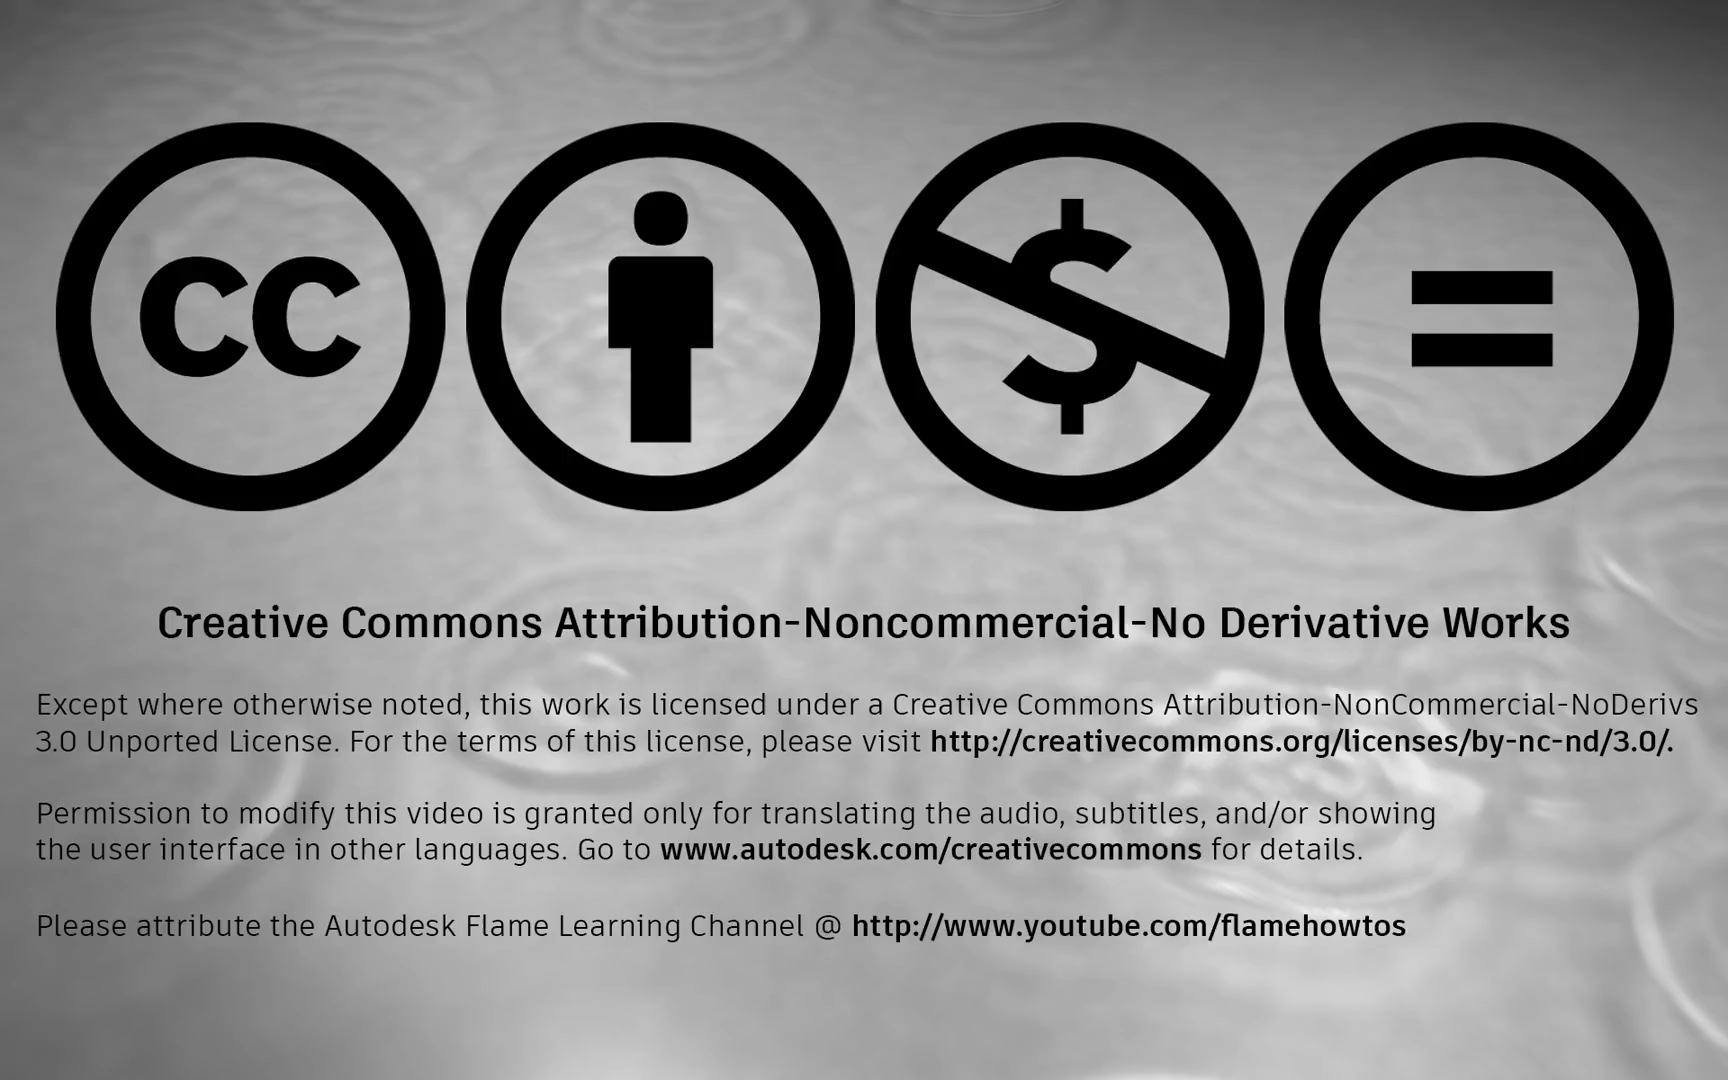 cc
$
=
Creative Commons Attribution-Noncommercial-No Derivative Works
Except where otherwise noted, this work is licensed under a Creative Commons Attribution-NonCommercial-NoDerivs
3.0 Unported License. For the terms of this license, please visit http://creativecommons.org/licenses/by-nc-nd/3.0/.
Permission to modify this video is granted only for translating the audio, subtitles, and/or showing
the user interface in other languages. Go to www.autodesk.com/creativecommons for details.
Please attribute the Autodesk Flame Learning Channel @ http://www.youtube.com/flamehowtos